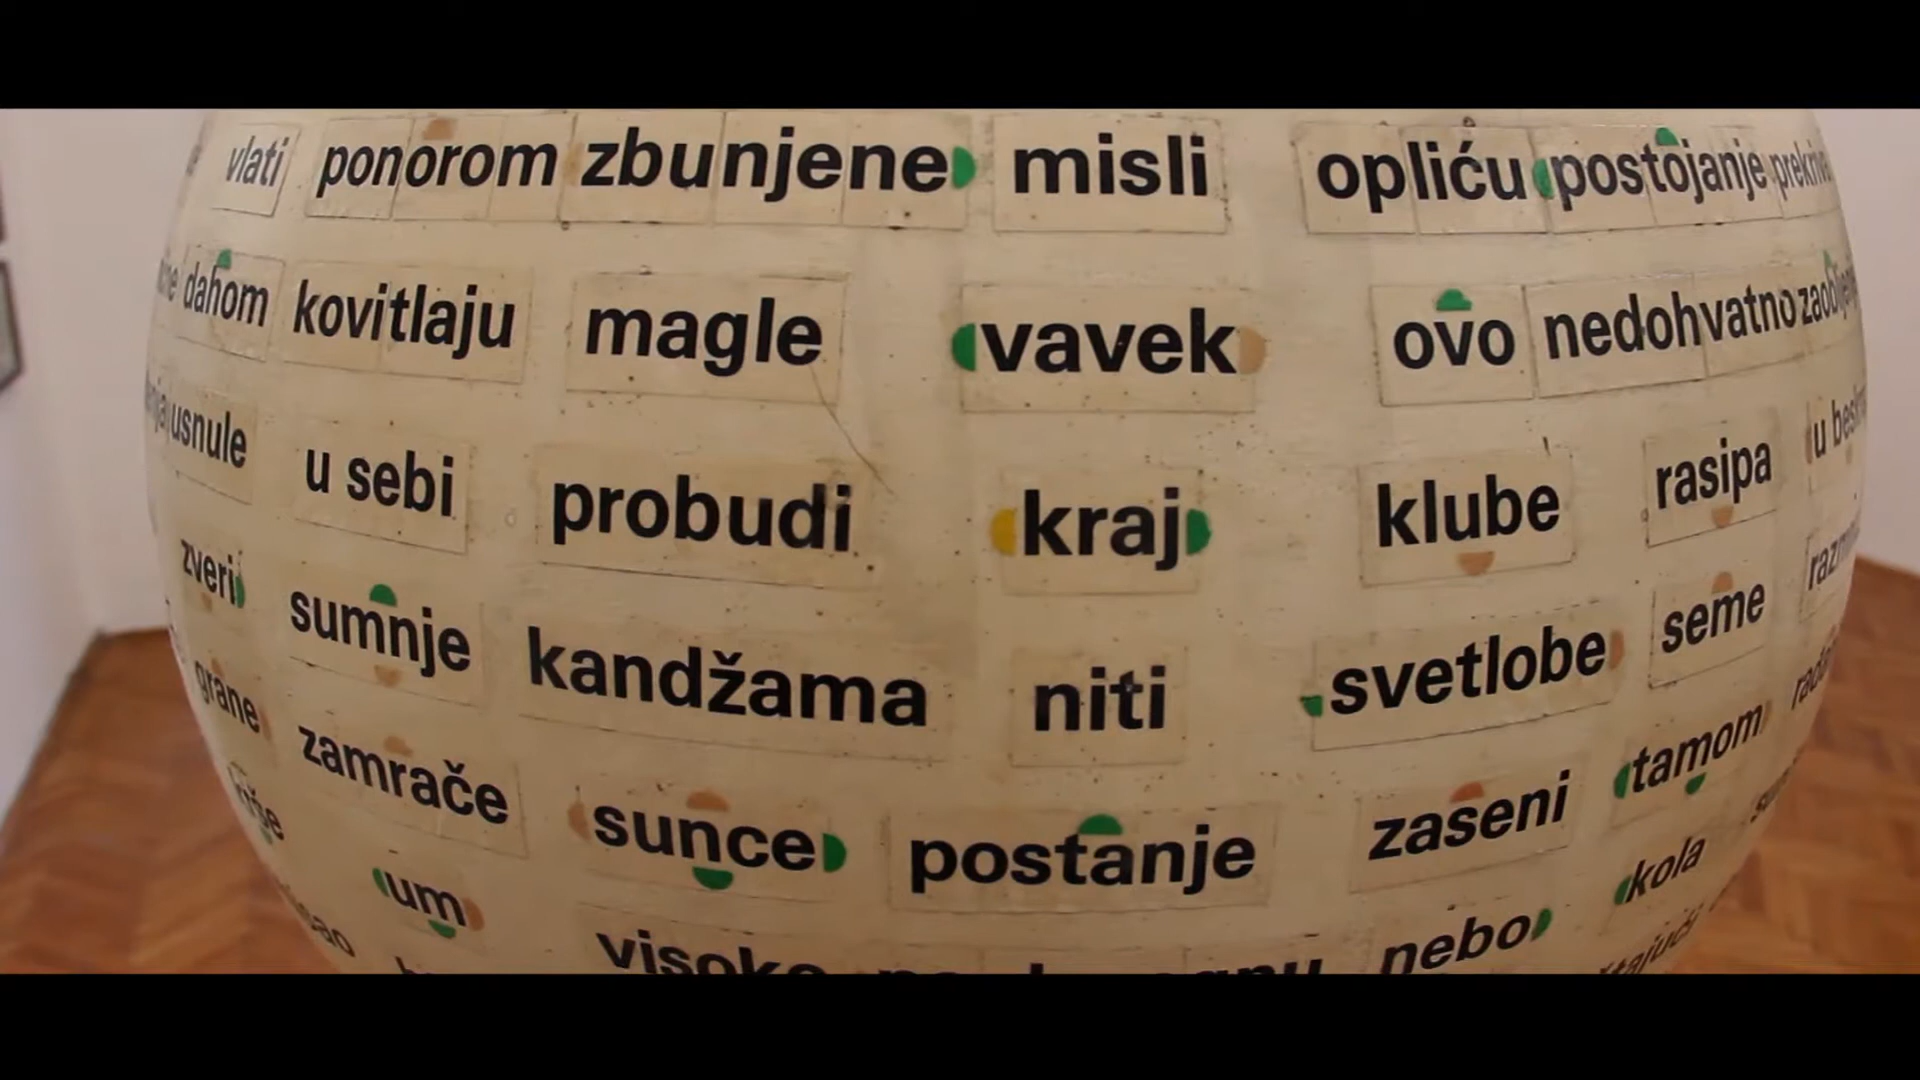 vlati ponorom zbunjene misli opliću postojanje
dahom kovitlaju magle vavek ovo nedohvatno
usnule u sebi probudi kraj klube rasipa
zveri sumnje kandžama niti svetlobe seme
grane zamrače sunce postanje zaseni tamom
um visoko nebo kola